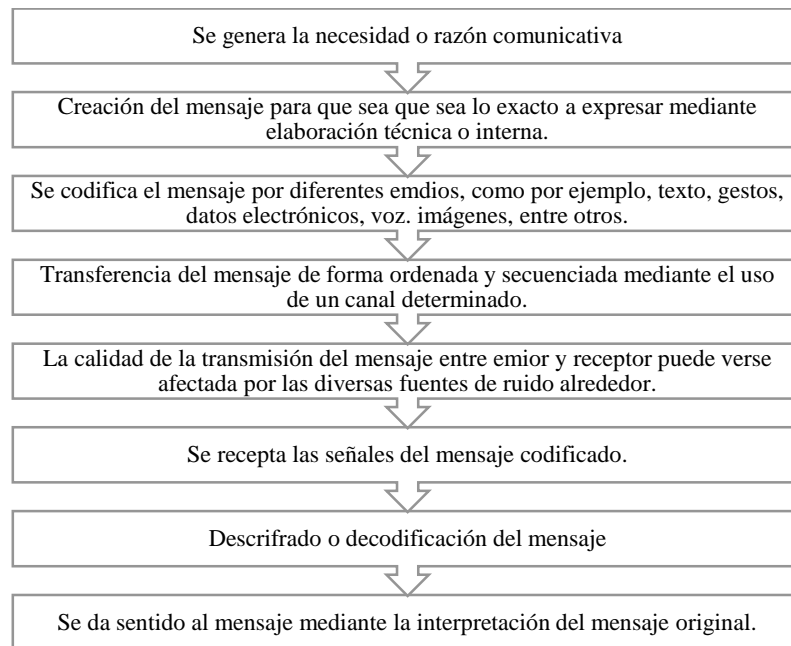 Se genera la necesidad o razón comunicativa
Creación del mensaje para que sea que sea lo exacto a expresar mediante
elaboración técnica o interna.
Se codifica el mensaje por diferentes emdios, como por ejemplo, texto, gestos,
datos electrónicos, voz. imágenes, entre otros.
Transferencia del mensaje de forma ordenada y secuenciada mediante el uso
de un canal determinado.
La calidad de la transmisión del mensaje entre emior y receptor puede verse
afectada por las diversas fuentes de ruido alrededor.
Se recepta las señales del mensaje codificado.
Descrifrado o decodificación del mensaje
Se da sentido al mensaje mediante la interpretación del mensaje original.